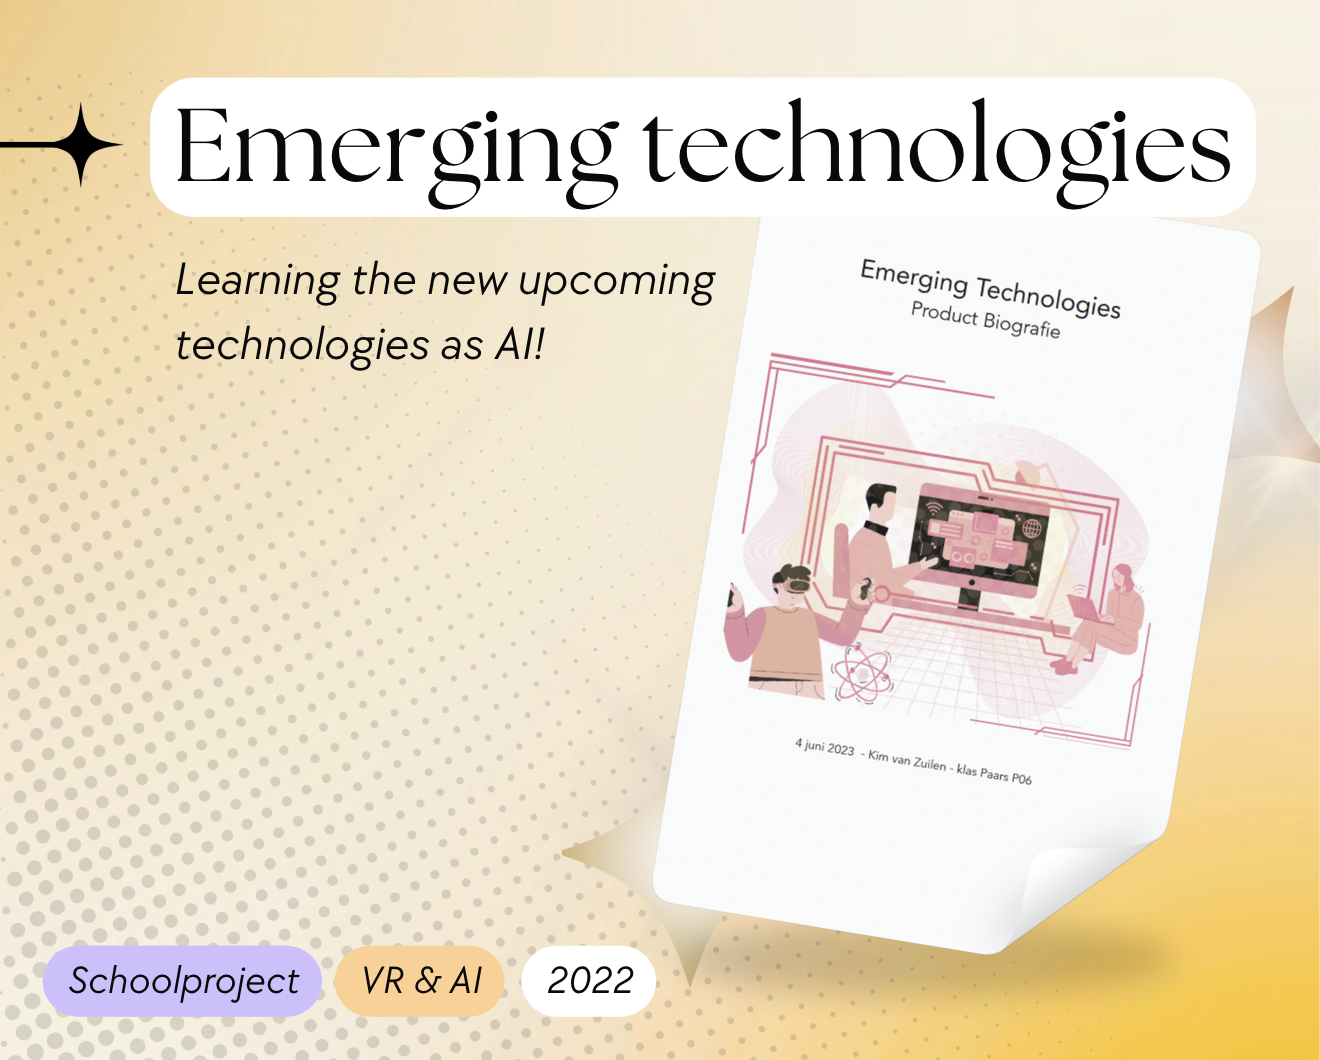 Emerging technologies
Learning the new upcoming
technologies as AI!
Emerging Technologies
Product Biografie
4 juni 2023 - Kim van Zuilen - klas Paars P06
Schoolproject
VR & AI
2022